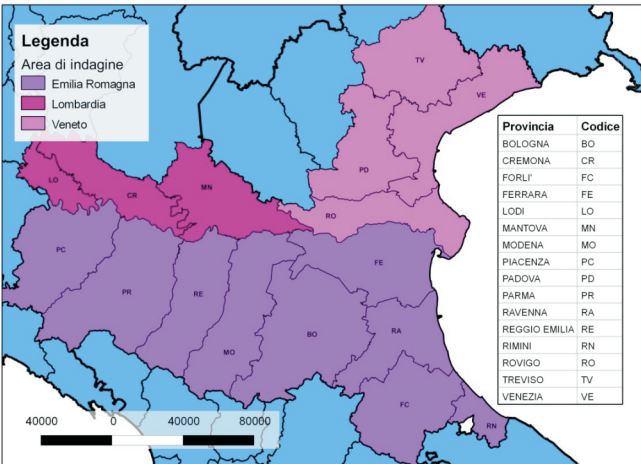 Legenda
Area di indagine
Emilia Romagna
Lombardia
Veneto
TV
VE
PD
LO
CR
MN
RO
PC
PR
RE
MO
BO
FE
RA
FC
RN
Provincia Codice
BOLOGNA BO
CREMONA CR
FORLI' FC
FERRARA FE
LODI LO
MANTOVA MN
MODENA MO
PIACENZA PC
PADOVA PD
PARMA PR
RAVENNA RA
REGGIO EMILIA RE
RIMINI RN
ROVIGO RO
TREVISO TV
VENEZIA VE
40000 0 40000 80000